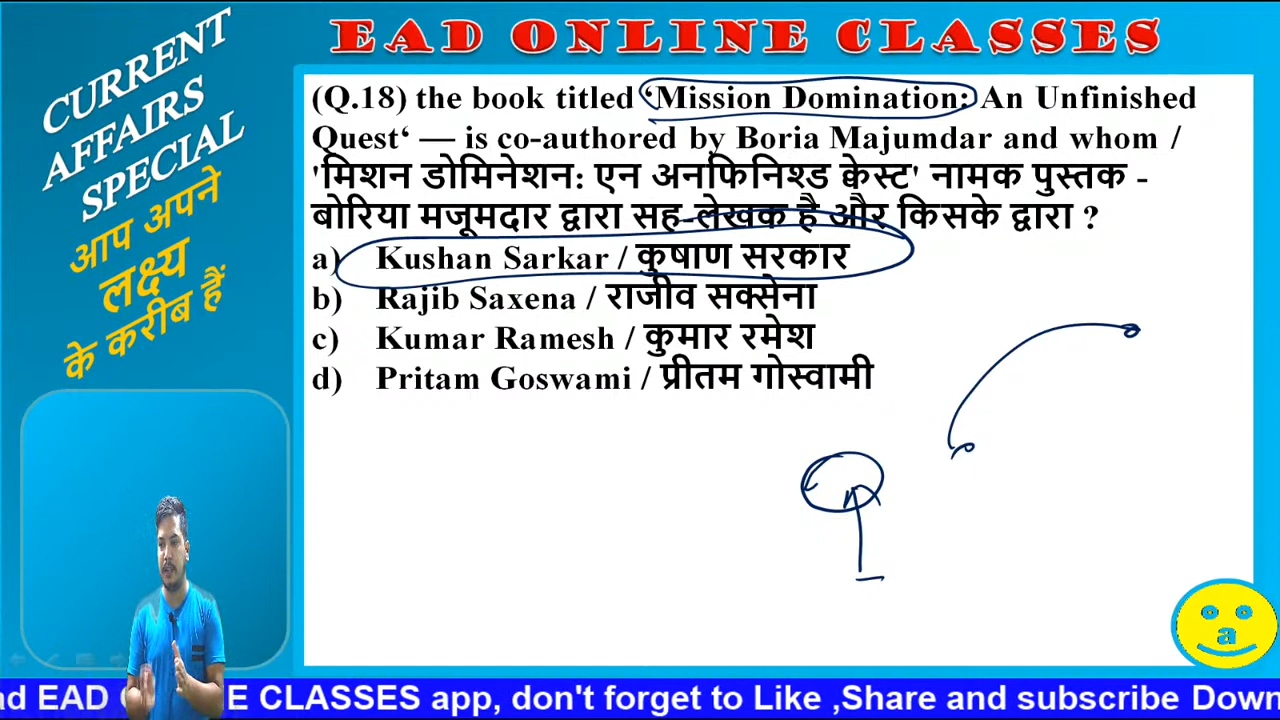 EAD ONLINE CLASSES
CURRENT
AFFAIRS
SPECIAL
आप अपने
लक्ष्य
के करीब हैं
(Q.18) the book titled ‘Mission Domination: An Unfinished
Quest‘ — is co-authored by Boria Majumdar and whom /
'मिशन डोमिनेशन: एन अनफिनिश्ड क्वेस्ट' नामक पुस्तक -
बोरिया मजूमदार द्वारा सह-लेखक है और किसके द्वारा ?
a) Kushan Sarkar / कुषाण सरकार
b) Rajib Saxena / राजीव सक्सेना
c) Kumar Ramesh / कुमार रमेश
d) Pritam Goswami / प्रीतम गोस्वामी
a
EAD CLASSES app, don't forget to Like ,Share and subscribe